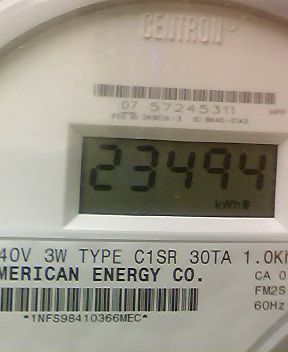 CENTRON
07 57245311
23494
kWh
40V 3W TYPE C1SR 30TA 1.0Kh
MERICAN ENERGY CO.
CA 0
FM2S
60Hz
*1NFS98410366MEC*